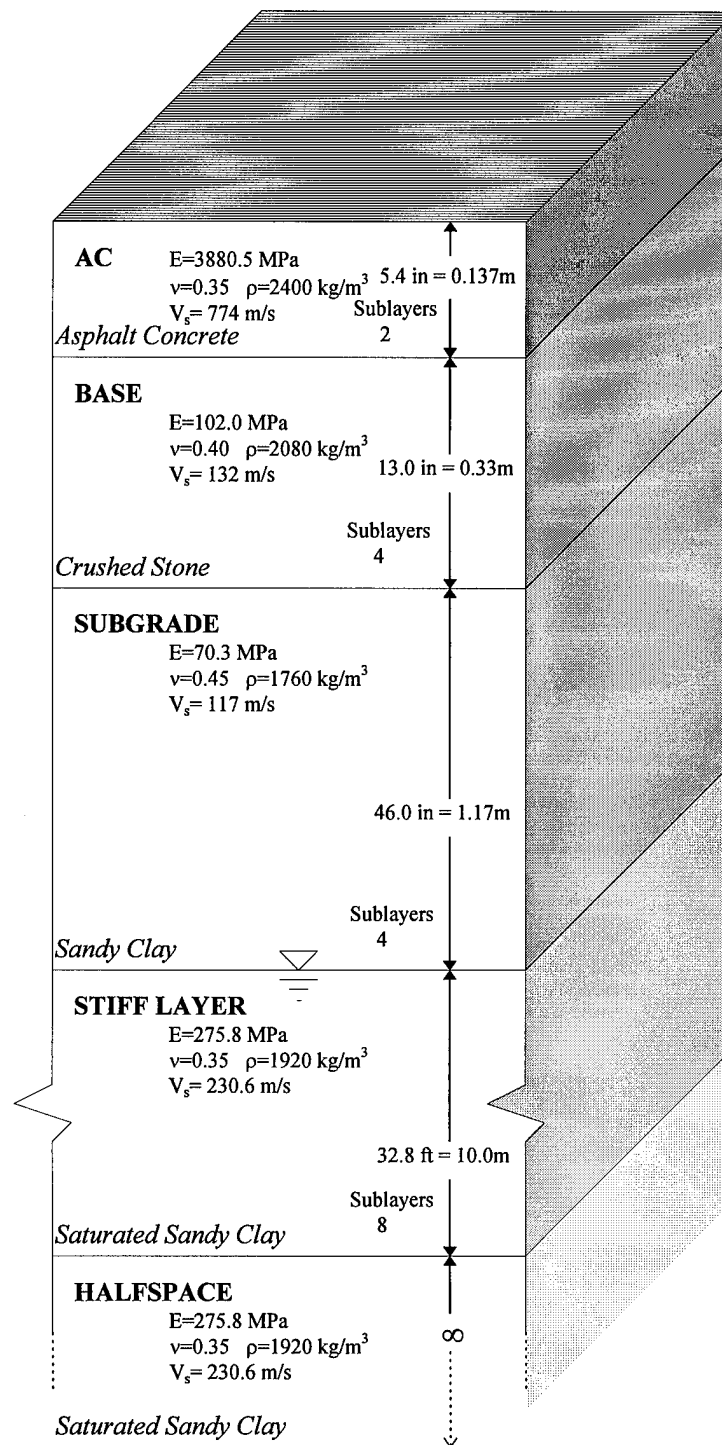 AC
E=3880.5 MPa
ν=0.35 ρ=2400 kg/m³
Vₛ= 774 m/s
5.4 in = 0.137m
Sublayers
2
Asphalt Concrete
BASE
E=102.0 MPa
ν=0.40 ρ=2080 kg/m³
Vₛ= 132 m/s
13.0 in = 0.33m
Sublayers
4
Crushed Stone
SUBGRADE
E=70.3 MPa
ν=0.45 ρ=1760 kg/m³
Vₛ= 117 m/s
46.0 in = 1.17m
Sublayers
4
Sandy Clay
STIFF LAYER
E=275.8 MPa
ν=0.35 ρ=1920 kg/m³
Vₛ= 230.6 m/s
32.8 ft = 10.0m
Sublayers
8
Saturated Sandy Clay
HALFSPACE
E=275.8 MPa
ν=0.35 ρ=1920 kg/m³
Vₛ= 230.6 m/s
∞
Saturated Sandy Clay